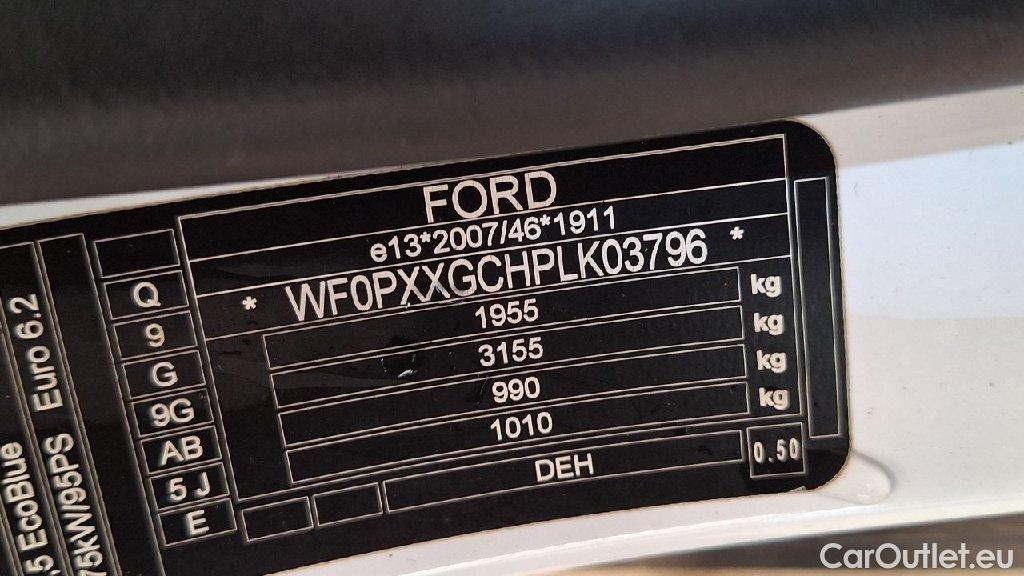 FORD
e13*2007/46*1911
* WF0PXXGCHPLK03796 *
1955 kg
3155 kg
990 kg
1010 kg
DEH
0.50
Q
9
G
9G
AB
5 J
E
Euro 6.2
.5 EcoBlue
75kW/95PS
CarOutlet.eu